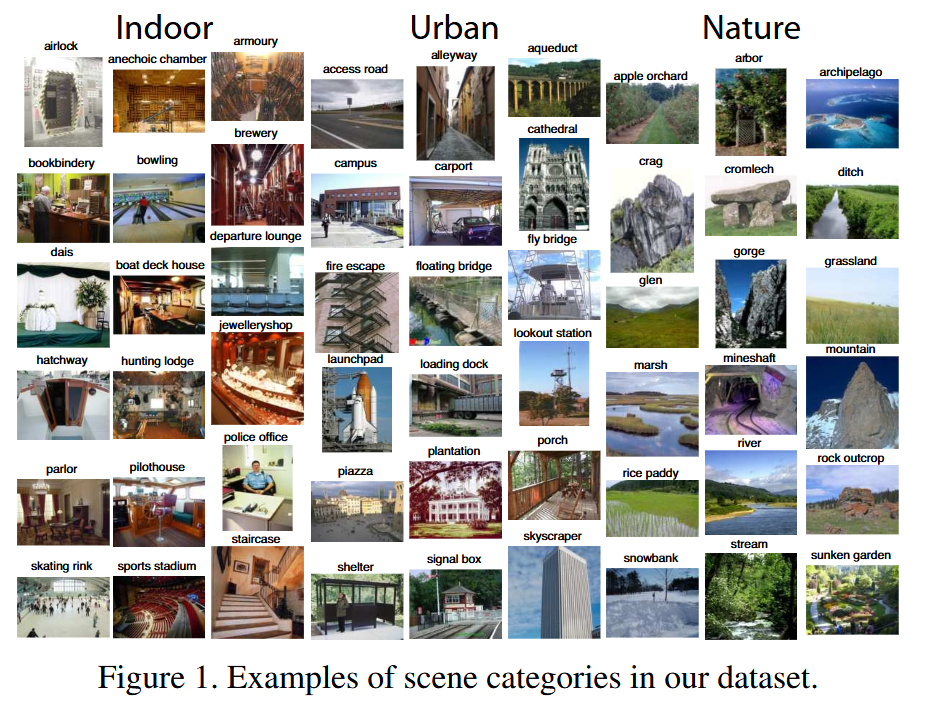 Indoor
Urban
Nature
airlock
anechoic chamber
armoury
access road
alleyway
aqueduct
apple orchard
arbor
archipelago
bookbindery
bowling
brewery
campus
carport
cathedral
crag
cromlech
ditch
dais
boat deck house
departure lounge
fire escape
floating bridge
fly bridge
glen
gorge
grassland
hatchway
hunting lodge
jewelleryshop
launchpad
loading dock
lookout station
marsh
mineshaft
mountain
parlor
pilothouse
police office
piazza
plantation
porch
rice paddy
river
rock outcrop
skating rink
sports stadium
staircase
shelter
signal box
skyscraper
snowbank
stream
sunken garden
Figure 1. Examples of scene categories in our dataset.